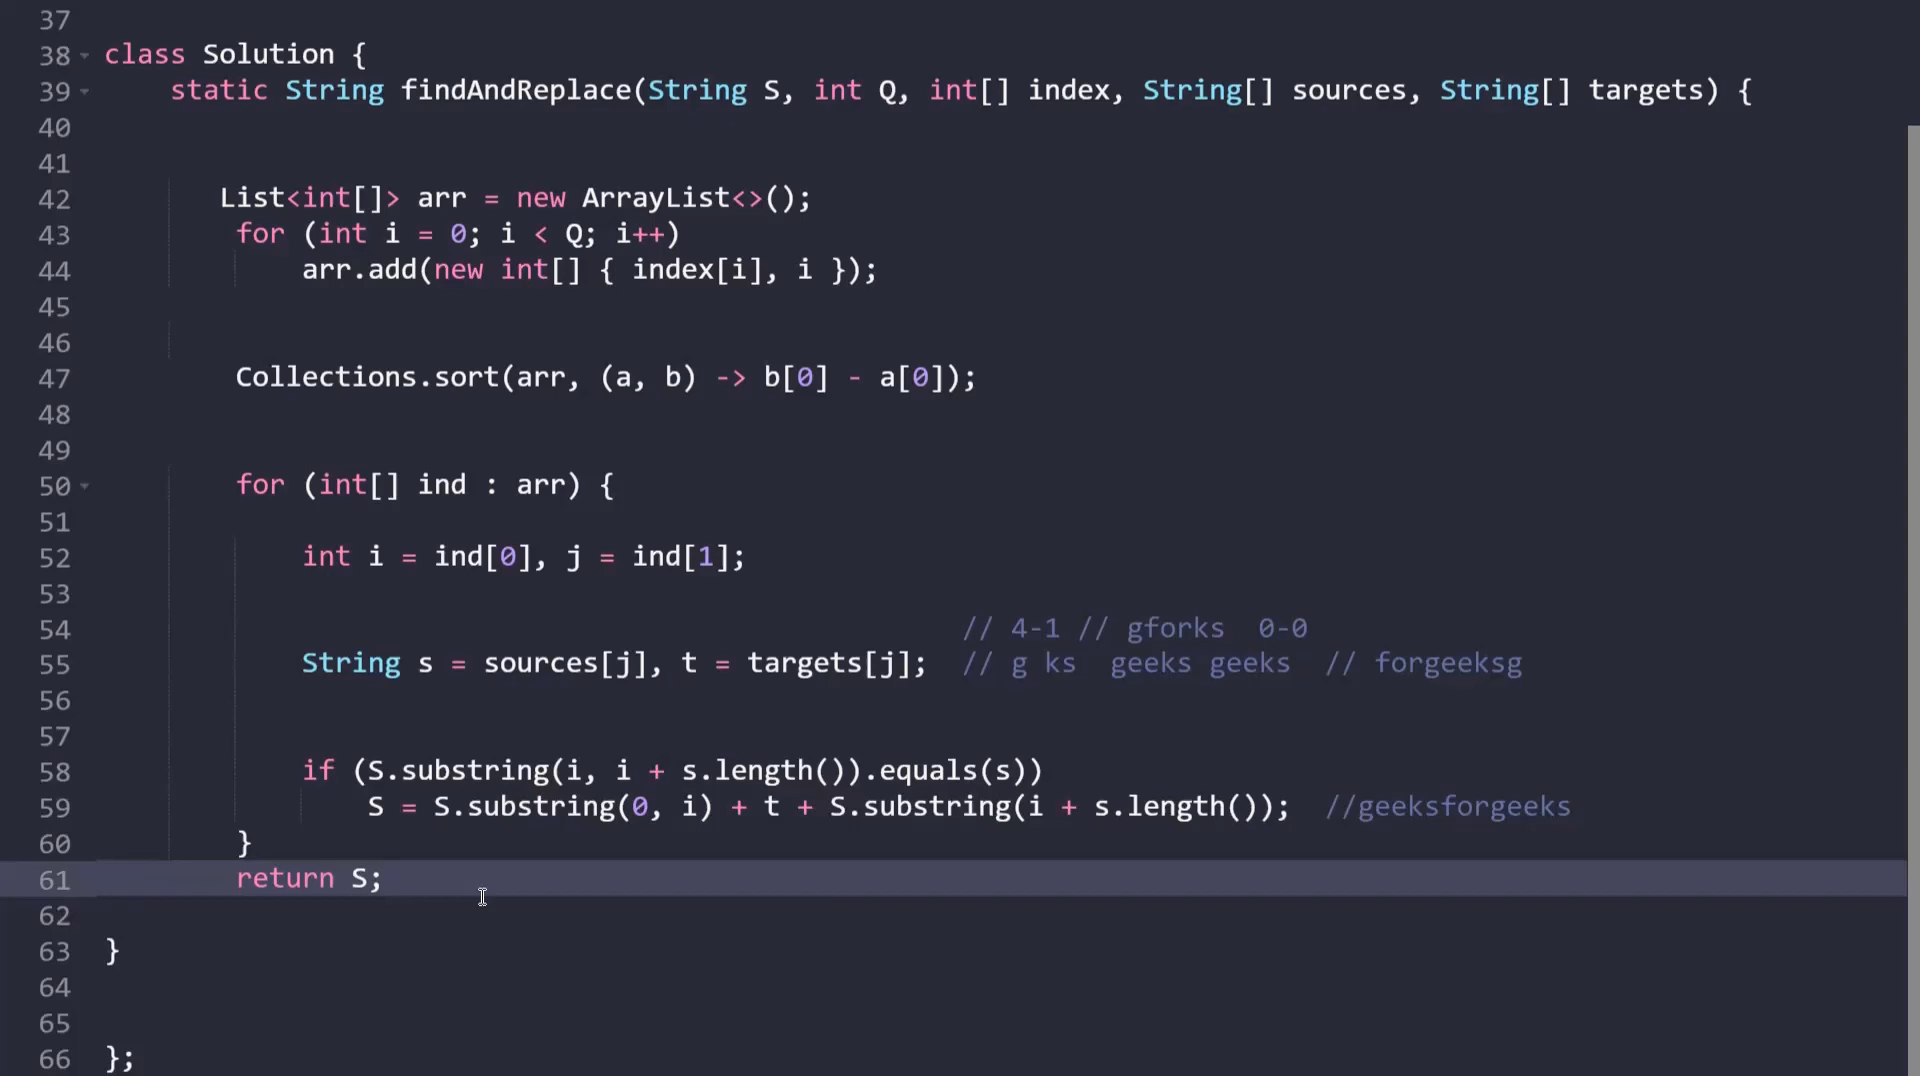 37
38 class Solution {
39 static String findAndReplace(String S, int Q, int[] index, String[] sources, String[] targets) {
40
41
42 List<int[]> arr = new ArrayList<>();
43 for (int i = 0; i < Q; i++)
44 arr.add(new int[] { index[i], i });
45
46
47 Collections.sort(arr, (a, b) -> b[0] - a[0]);
48
49
50 for (int[] ind : arr) {
51
52 int i = ind[0], j = ind[1];
53
54 // 4-1 // gforks 0-0
55 String s = sources[j], t = targets[j]; // g ks geeks geeks // forgeeksg
56
57
58 if (S.substring(i, i + s.length()).equals(s))
59 S = S.substring(0, i) + t + S.substring(i + s.length()); //geeksforgeeks
60 }
61 return S;
62
63 }
64
65
66 };